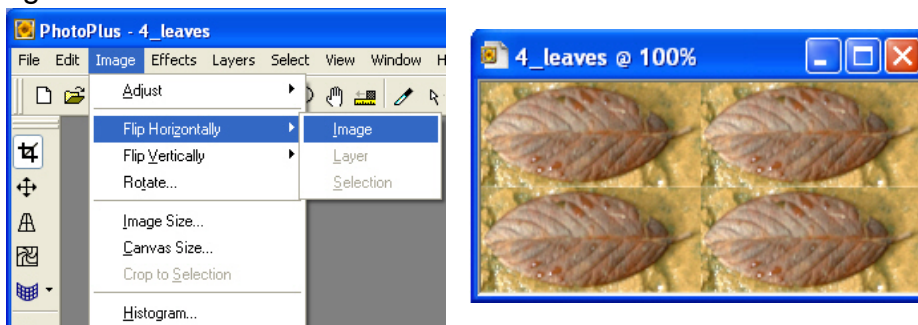 PhotoPlus - 4_leaves
File Edit Image Effects Layers Select View Window H
Adjust
Flip Horizontally
Flip Vertically
Rotate...
Image Size...
Canvas Size...
Crop to Selection
Histogram...
Image
Layer
Selection
4_leaves @ 100%